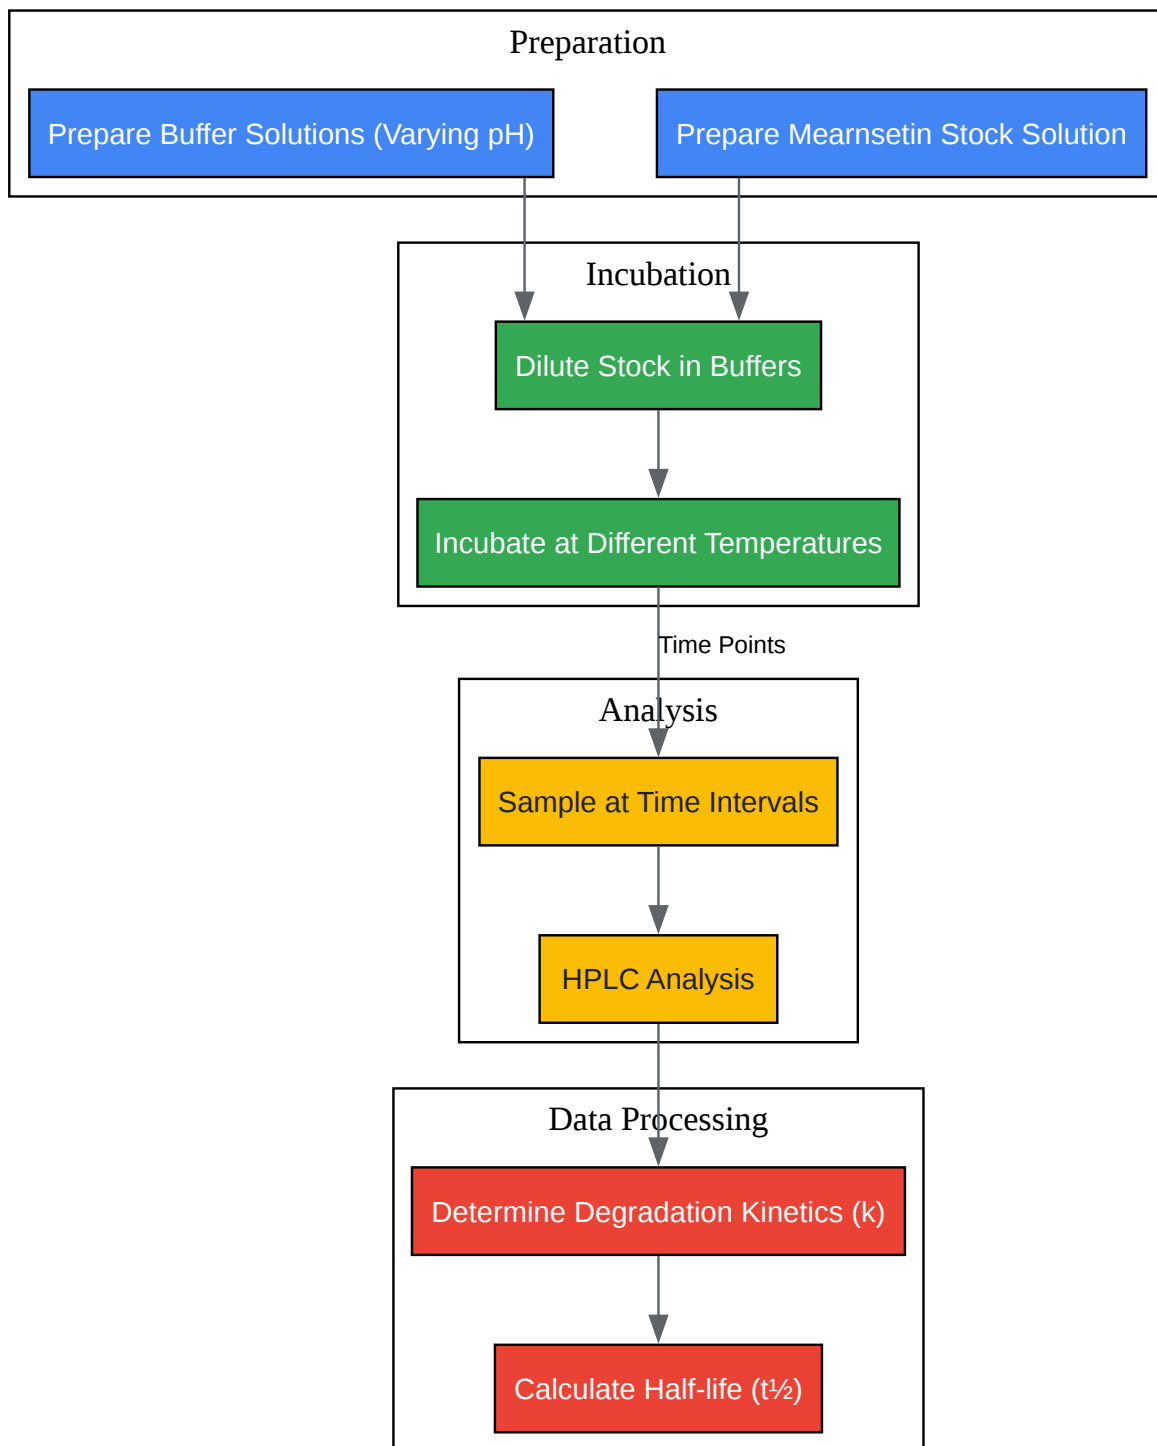 Preparation
Prepare Buffer Solutions (Varying pH)
Prepare Mearnsetin Stock Solution
Incubation
Dilute Stock in Buffers
Incubate at Different Temperatures
Time Points
Analysis
Sample at Time Intervals
HPLC Analysis
Data Processing
Determine Degradation Kinetics (k)
Calculate Half-life (t½)